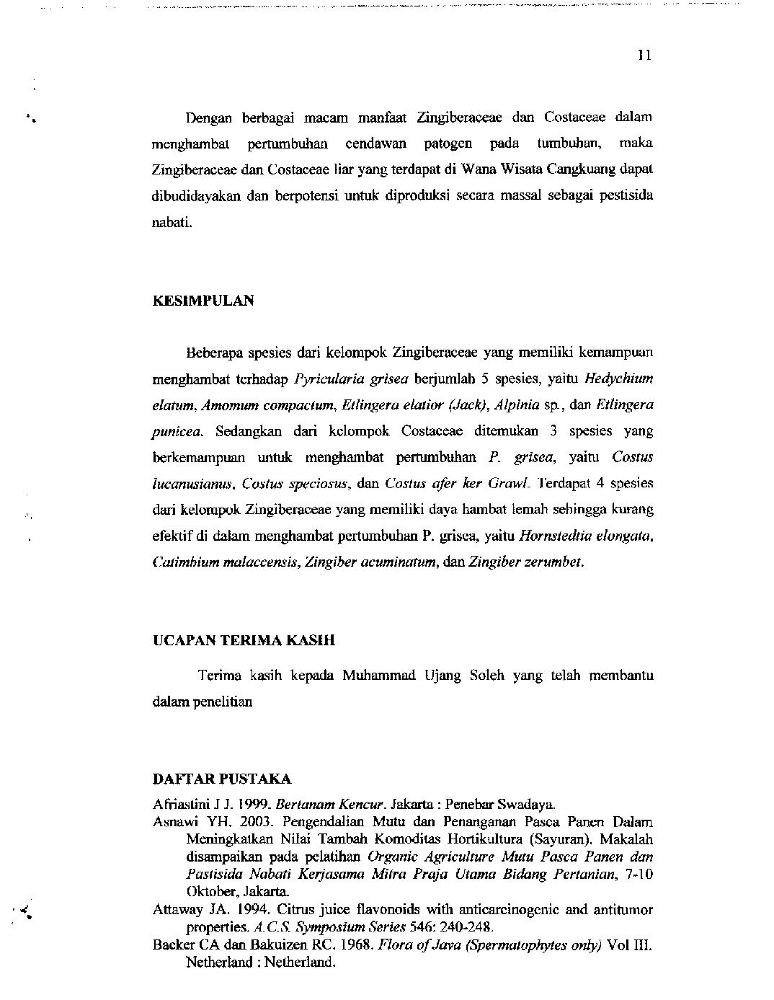 11
Dengan berbagai macam manfaat Zingiberaceae dan Costaceae dalam
menghambat pertumbuhan cendawan patogen pada tumbuhan, maka
Zingiberaceae dan Costaceae liar yang terdapat di Wana Wisata Cangkuang dapat
dibudidayakan dan berpotensi untuk diproduksi secara massal sebagai pestisida
nabati.
KESIMPULAN
Beberapa spesies dari kelompok Zingiberaceae yang memiliki kemampuan
menghambat terhadap Pyricularia grisea berjumlah 5 spesies, yaitu Hedychium
elatum, Amomum compactum, Etlingera elatior (Jack), Alpinia sp., dan Etlingera
punicea. Sedangkan dari kelompok Costaceae ditemukan 3 spesies yang
berkemampuan untuk menghambat pertumbuhan P. grisea, yaitu Costus
lucanusianus, Costus speciosus, dan Costus afer ker Grawl. Terdapat 4 spesies
dari kelompok Zingiberaceae yang memiliki daya hambat lemah sehingga kurang
efektif di dalam menghambat pertumbuhan P. grisea, yaitu Hornstedtia elongata,
Catimbium malaccensis, Zingiber acuminatum, dan Zingiber zerumbet.
UCAPAN TERIMA KASIH
Terima kasih kepada Muhammad Ujang Soleh yang telah membantu
dalam penelitian
DAFTAR PUSTAKA
Afriastini J J. 1999. Bertanam Kencur. Jakarta : Penebar Swadaya.
Asnawi YH. 2003. Pengendalian Mutu dan Penanganan Pasca Panen Dalam
Meningkatkan Nilai Tambah Komoditas Hortikultura (Sayuran). Makalah
disampaikan pada pelatihan Organic Agriculture Mutu Pasca Panen dan
Pastisida Nabati Kerjasama Mitra Praja Utama Bidang Pertanian, 7-10
Oktober, Jakarta.
Attaway JA. 1994. Citrus juice flavonoids with anticarcinogenic and antitumor
properties. A.C.S. Symposium Series 546: 240-248.
Backer CA dan Bakuizen RC. 1968. Flora of Java (Spermatophytes only) Vol III.
Netherland : Netherland.